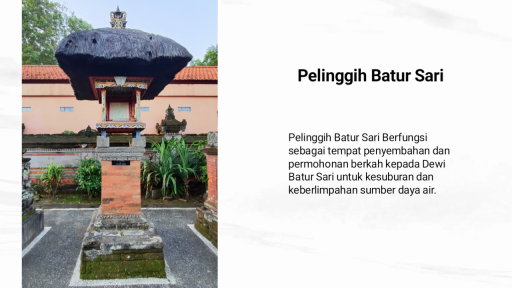 Pelinggih Batur Sari
Pelinggih Batur Sari Berfungsi
sebagai tempat penyembahan dan
permohonan berkah kepada Dewi
Batur Sari untuk kesuburan dan
keberlimpahan sumber daya air.